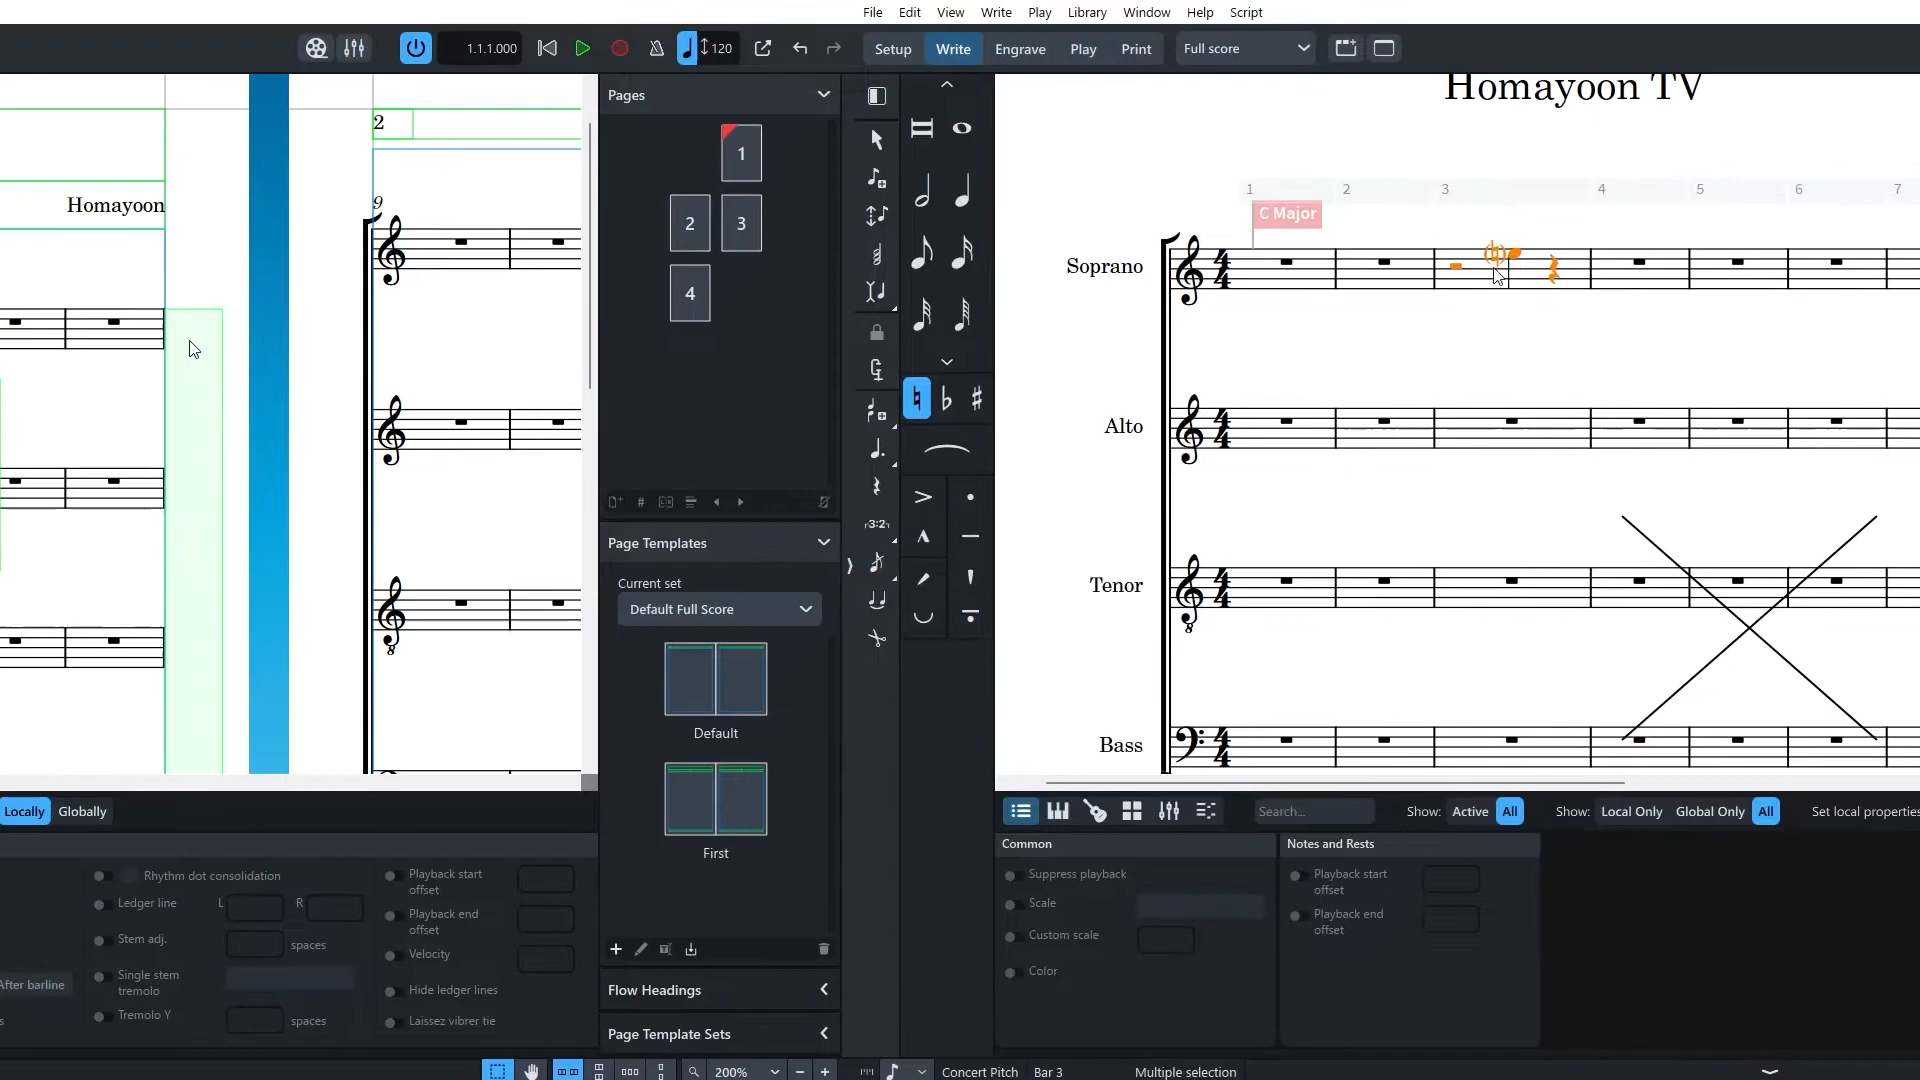 File Edit View Write Play Library Window Help Script
1.1.1.000 120 Setup Write Engrave Play Print Full score
Pages
1
2 3
4
Page Templates
Current set
Default Full Score
Default
First
Flow Headings
Page Template Sets
2
Homayoon
9
3:2
Homayoon TV
1 2 3 4 5 6 7
C Major
Soprano
Alto
Tenor
Bass
Locally Globally
Rhythm dot consolidation
Ledger line L R
Stem adj. spaces
Single stem
tremolo
After barline
Tremolo Y spaces
Playback start
offset
Playback end
offset
Velocity
Hide ledger lines
Laissez vibrer tie
Search... Show: Active All Show: Local Only Global Only All Set local properties
Common
Suppress playback
Scale
Custom scale
Color
Notes and Rests
Playback start
offset
Playback end
offset
200% Concert Pitch Bar 3 Multiple selection